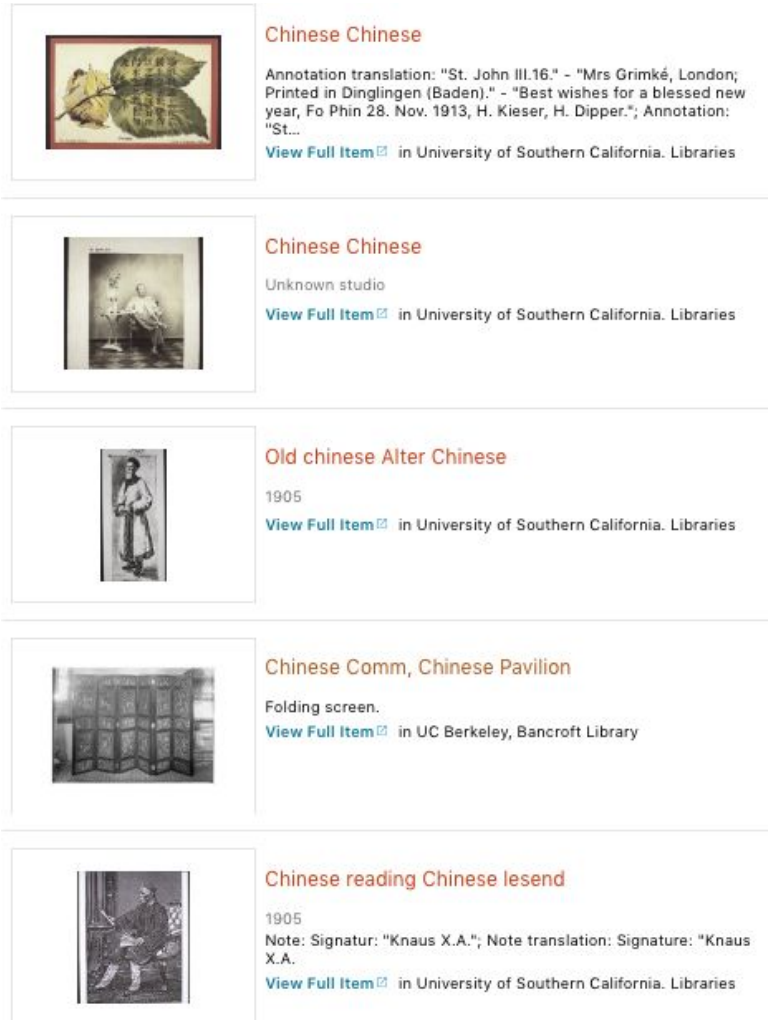 Chinese Chinese
Annotation translation: "St. John III.16." - "Mrs Grimké, London;
Printed in Dinglingen (Baden)." - "Best wishes for a blessed new
year, Fo Phin 28. Nov. 1913, H. Kieser, H. Dipper."; Annotation:
"St...
View Full Item in University of Southern California. Libraries
Chinese Chinese
Unknown studio
View Full Item in University of Southern California. Libraries
Old chinese Alter Chinese
1905
View Full Item in University of Southern California. Libraries
Chinese Comm, Chinese Pavilion
Folding screen.
View Full Item in UC Berkeley, Bancroft Library
Chinese reading Chinese lesend
1905
Note: Signatur: "Knaus X.A."; Note translation: Signature: "Knaus
X.A.
View Full Item in University of Southern California. Libraries